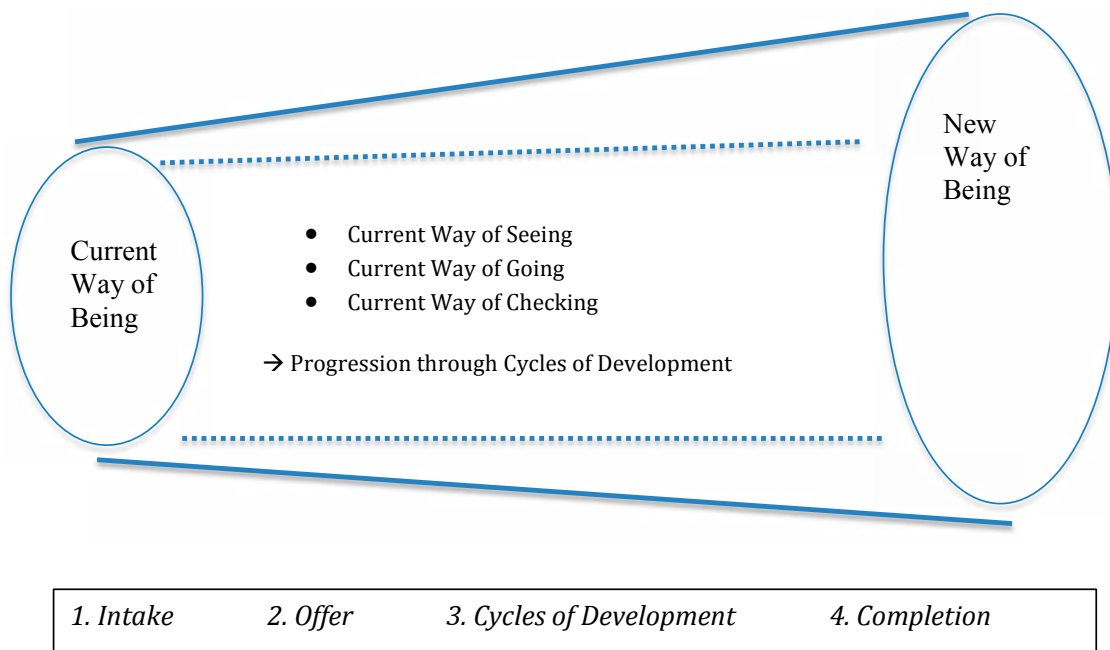 New
Way of
Being
Current
Way of
Being
● Current Way of Seeing
● Current Way of Going
● Current Way of Checking
→ Progression through Cycles of Development
1. Intake 2. Offer 3. Cycles of Development 4. Completion